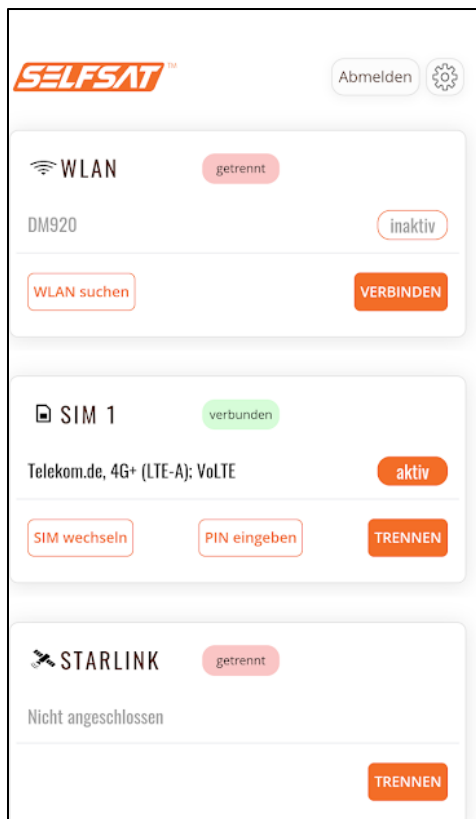 SELFSAT™
Abmelden
WLAN getrennt
DM920 inaktiv
WLAN suchen VERBINDEN
SIM 1 verbunden
Telekom.de, 4G+ (LTE-A); VoLTE aktiv
SIM wechseln PIN eingeben TRENNEN
STARLINK getrennt
Nicht angeschlossen
TRENNEN